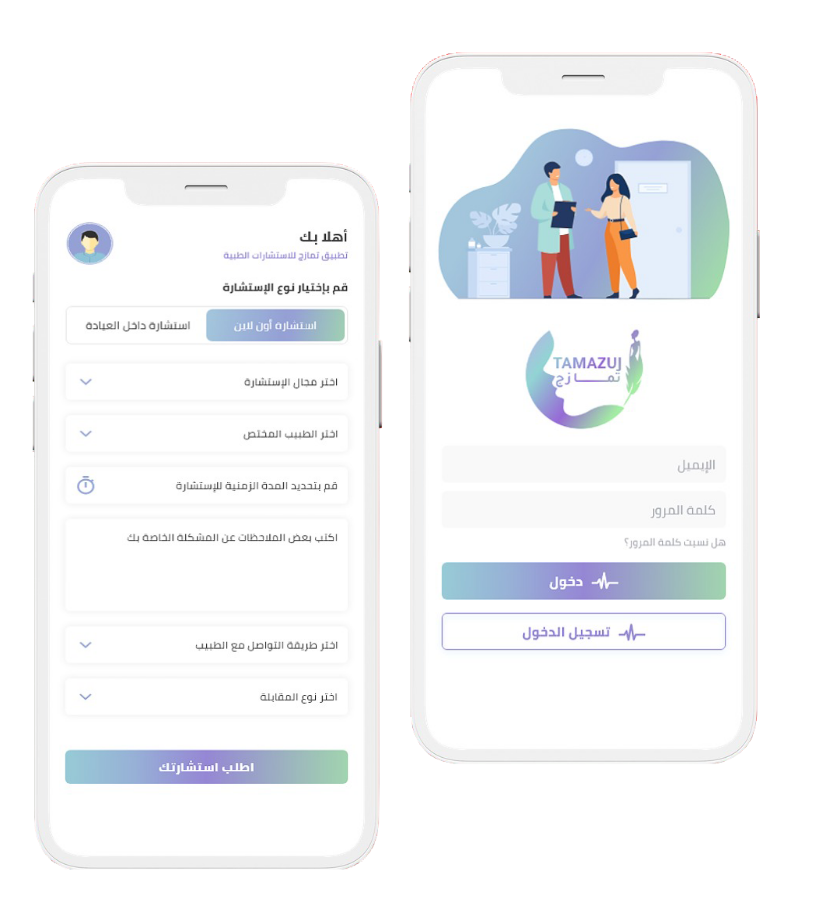 أهلا بك
تطبيق تمازج للاستشارات الطبية
قم بإختيار نوع الإستشارة
استشارة أون لاين
استشارة داخل العيادة
اختر مجال الإستشارة
اختر الطبيب المختص
قم بتحديد المدة الزمنية للإستشارة
اكتب بعض الملاحظات عن المشكلة الخاصة بك
اختر طريقة التواصل مع الطبيب
اختر نوع المقابلة
اطلب استشارتك
TAMAZUJ
تمازج
الإيميل
كلمة المرور
هل نسيت كلمة المرور؟
دخول
تسجيل الدخول